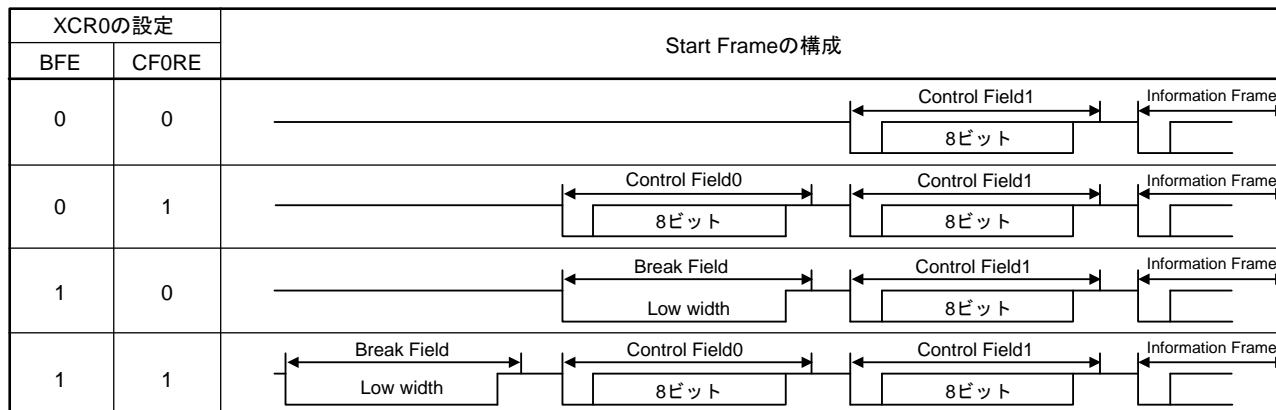 XCR0の設定
Start Frameの構成
BFE
CF0RE
0
0
Control Field1
Information Frame
8ビット
0
1
Control Field0
Control Field1
Information Frame
8ビット
8ビット
1
0
Break Field
Control Field1
Information Frame
Low width
8ビット
1
1
Break Field
Control Field0
Control Field1
Information Frame
Low width
8ビット
8ビット